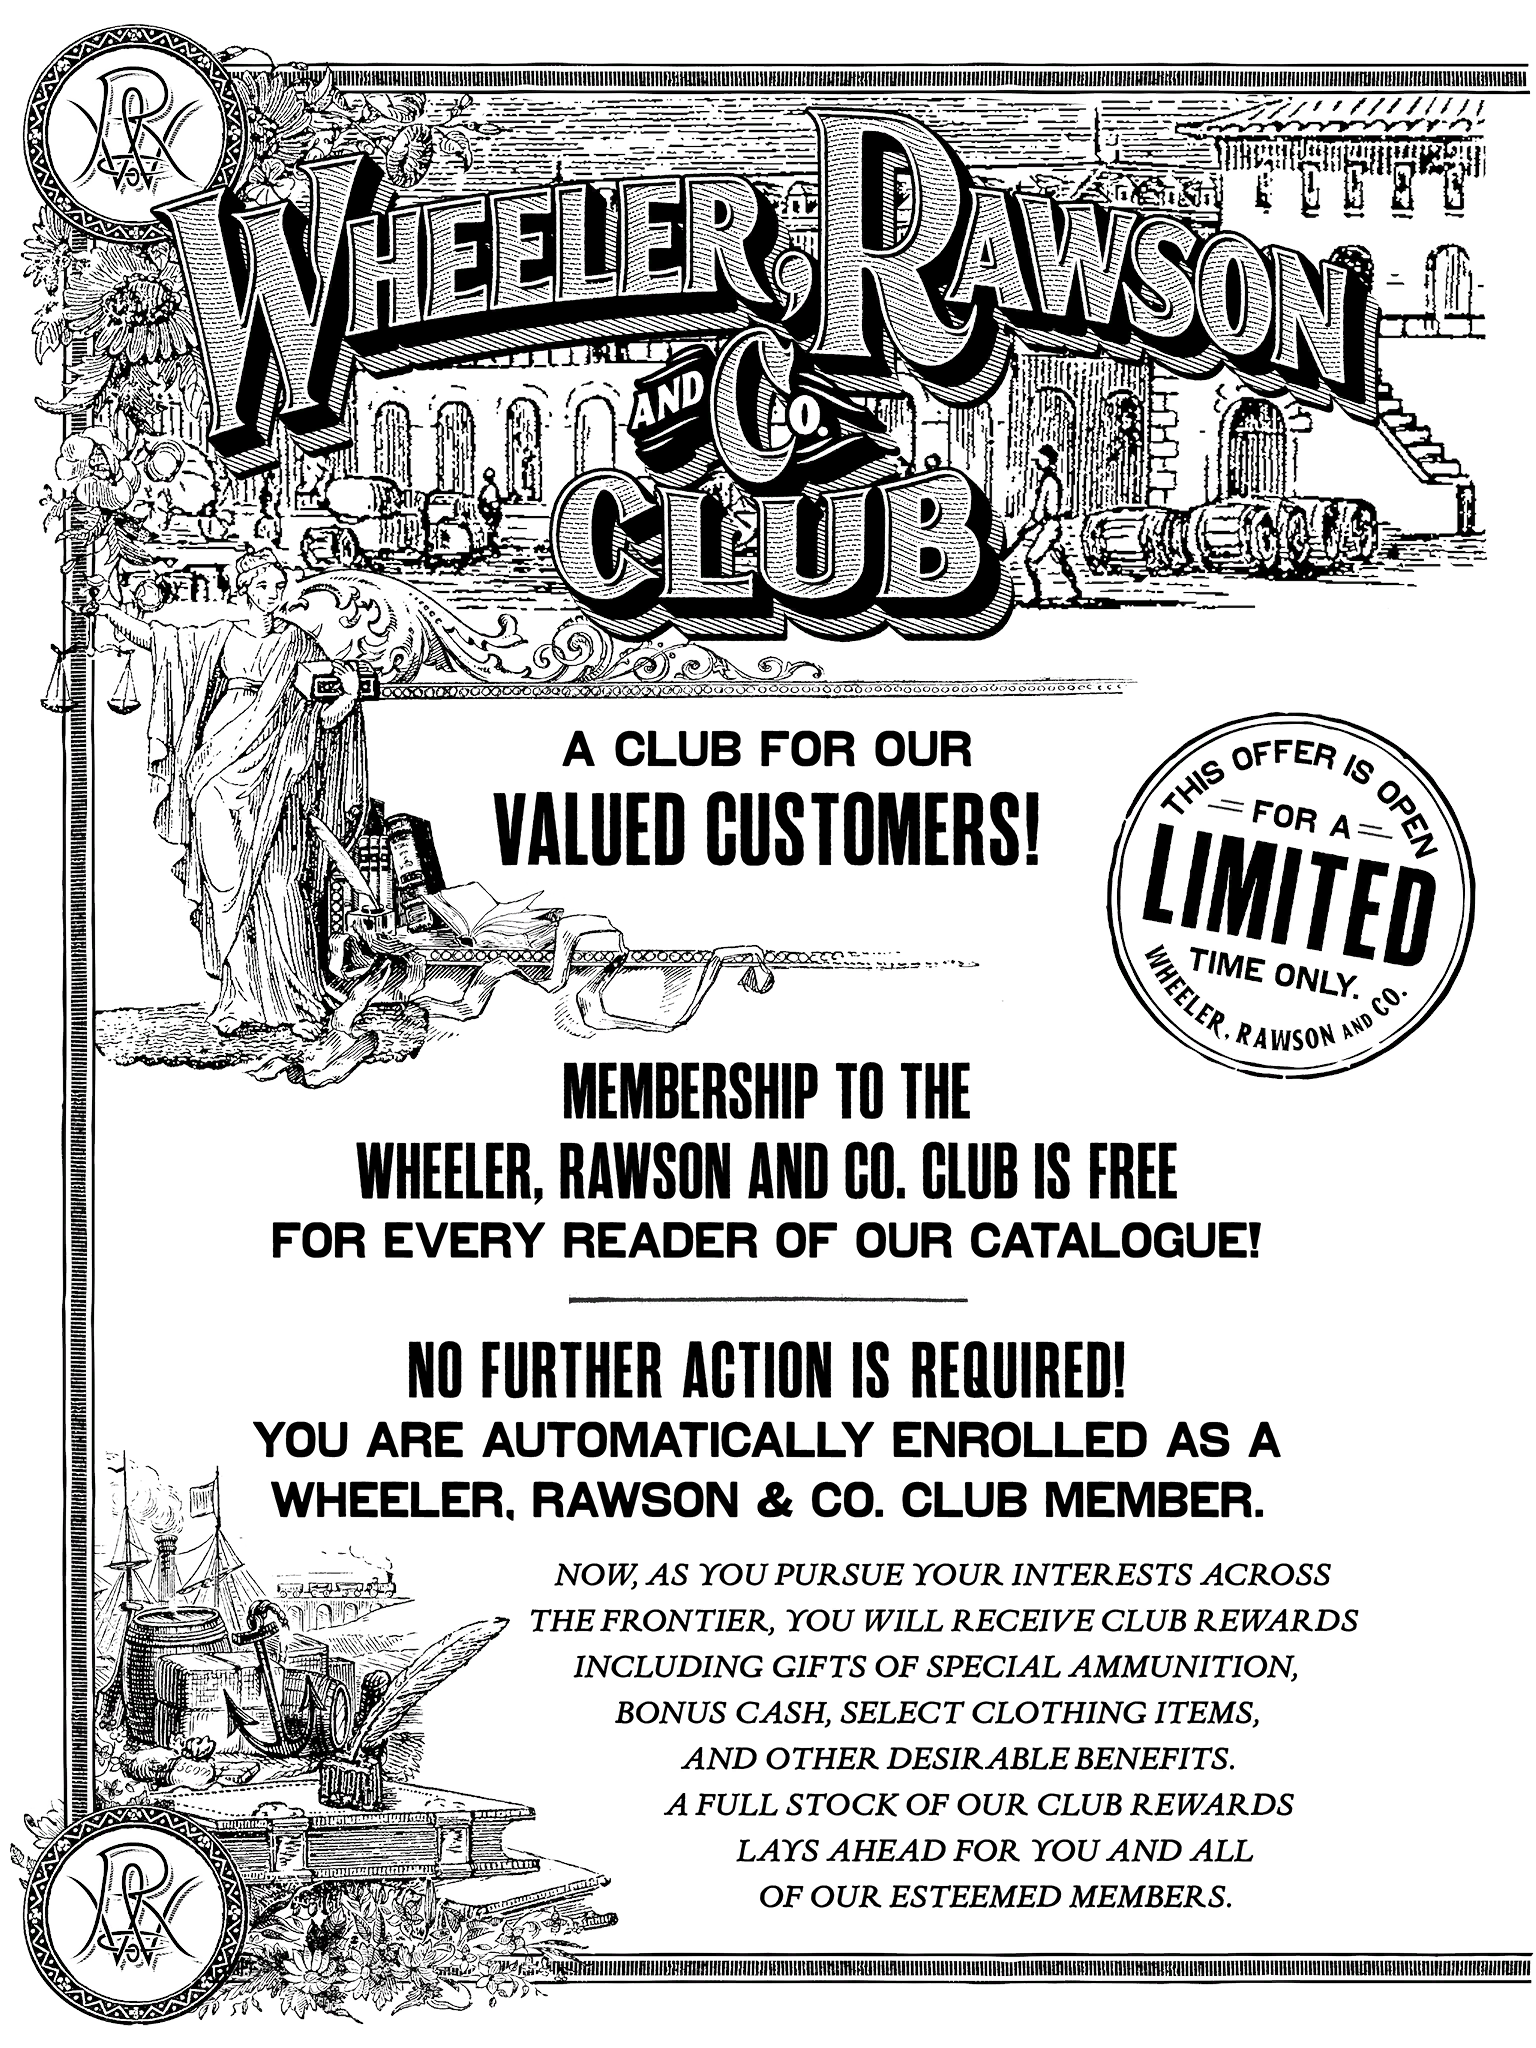 RW
WHEELER, RAWSON
AND CO.
CLUB
A CLUB FOR OUR
VALUED CUSTOMERS!
THIS OFFER IS OPEN
FOR A
LIMITED
TIME ONLY.
WHEELER, RAWSON AND CO.
MEMBERSHIP TO THE
WHEELER, RAWSON AND CO. CLUB IS FREE
FOR EVERY READER OF OUR CATALOGUE!
NO FURTHER ACTION IS REQUIRED!
YOU ARE AUTOMATICALLY ENROLLED AS A
WHEELER, RAWSON & CO. CLUB MEMBER.
NOW, AS YOU PURSUE YOUR INTERESTS ACROSS
THE FRONTIER, YOU WILL RECEIVE CLUB REWARDS
INCLUDING GIFTS OF SPECIAL AMMUNITION,
BONUS CASH, SELECT CLOTHING ITEMS,
AND OTHER DESIRABLE BENEFITS.
A FULL STOCK OF OUR CLUB REWARDS
LAYS AHEAD FOR YOU AND ALL
OF OUR ESTEEMED MEMBERS.
RW